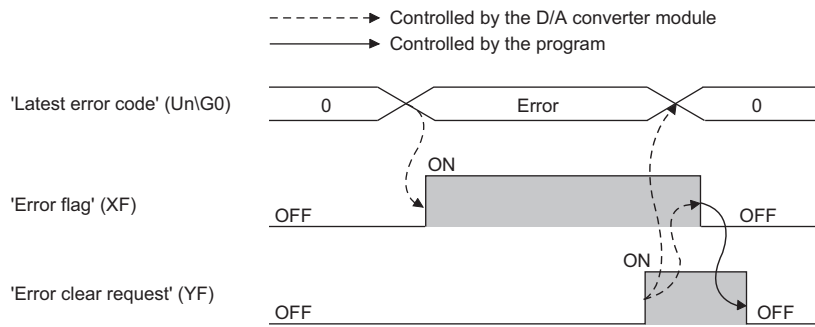 Controlled by the D/A converter module
Controlled by the program
'Latest error code' (Un\G0)
0
Error
0
ON
'Error flag' (XF)
OFF
OFF
ON
'Error clear request' (YF)
OFF
OFF